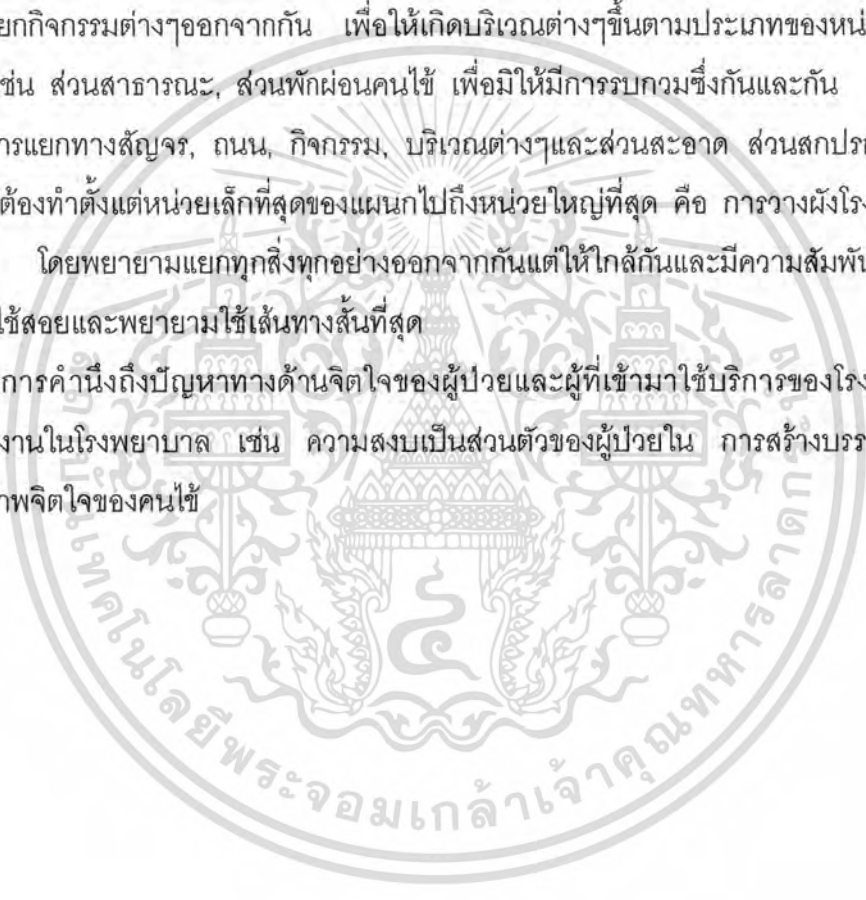 ยกกิจกรรมต่างๆออกจากกัน เพื่อให้เกิดบริเวณต่างๆขึ้นตามประเภทของหน่
ช่น ส่วนสาธารณะ, ส่วนพักผ่อนคนไข้ เพื่อมิให้มีการรบกวมซึ่งกันและกัน
ารแยกทางสัญจร, ถนน, กิจกรรม, บริเวณต่างๆและส่วนสะอาด ส่วนสกปร
ต้องทำตั้งแต่หน่วยเล็กที่สุดของแผนกไปถึงหน่วยใหญ่ที่สุด คือ การวางผังโร
โดยพยายามแยกทุกสิ่งทุกอย่างออกจากกันแต่ให้ใกล้กันและมีความสัมพัน
ใช้สอยและพยายามใช้เส้นทางสั้นที่สุด
การคำนึงถึงปัญหาทางด้านจิตใจของผู้ป่วยและผู้ที่เข้ามาใช้บริการของโร
งานในโรงพยาบาล เช่น ความสงบเป็นส่วนตัวของผู้ป่วยใน การสร้างบรร
าพจิตใจของคนไข้
เทคโนโลยีพระจอมเกล้าเจ้าคุณทหารลาดกระ